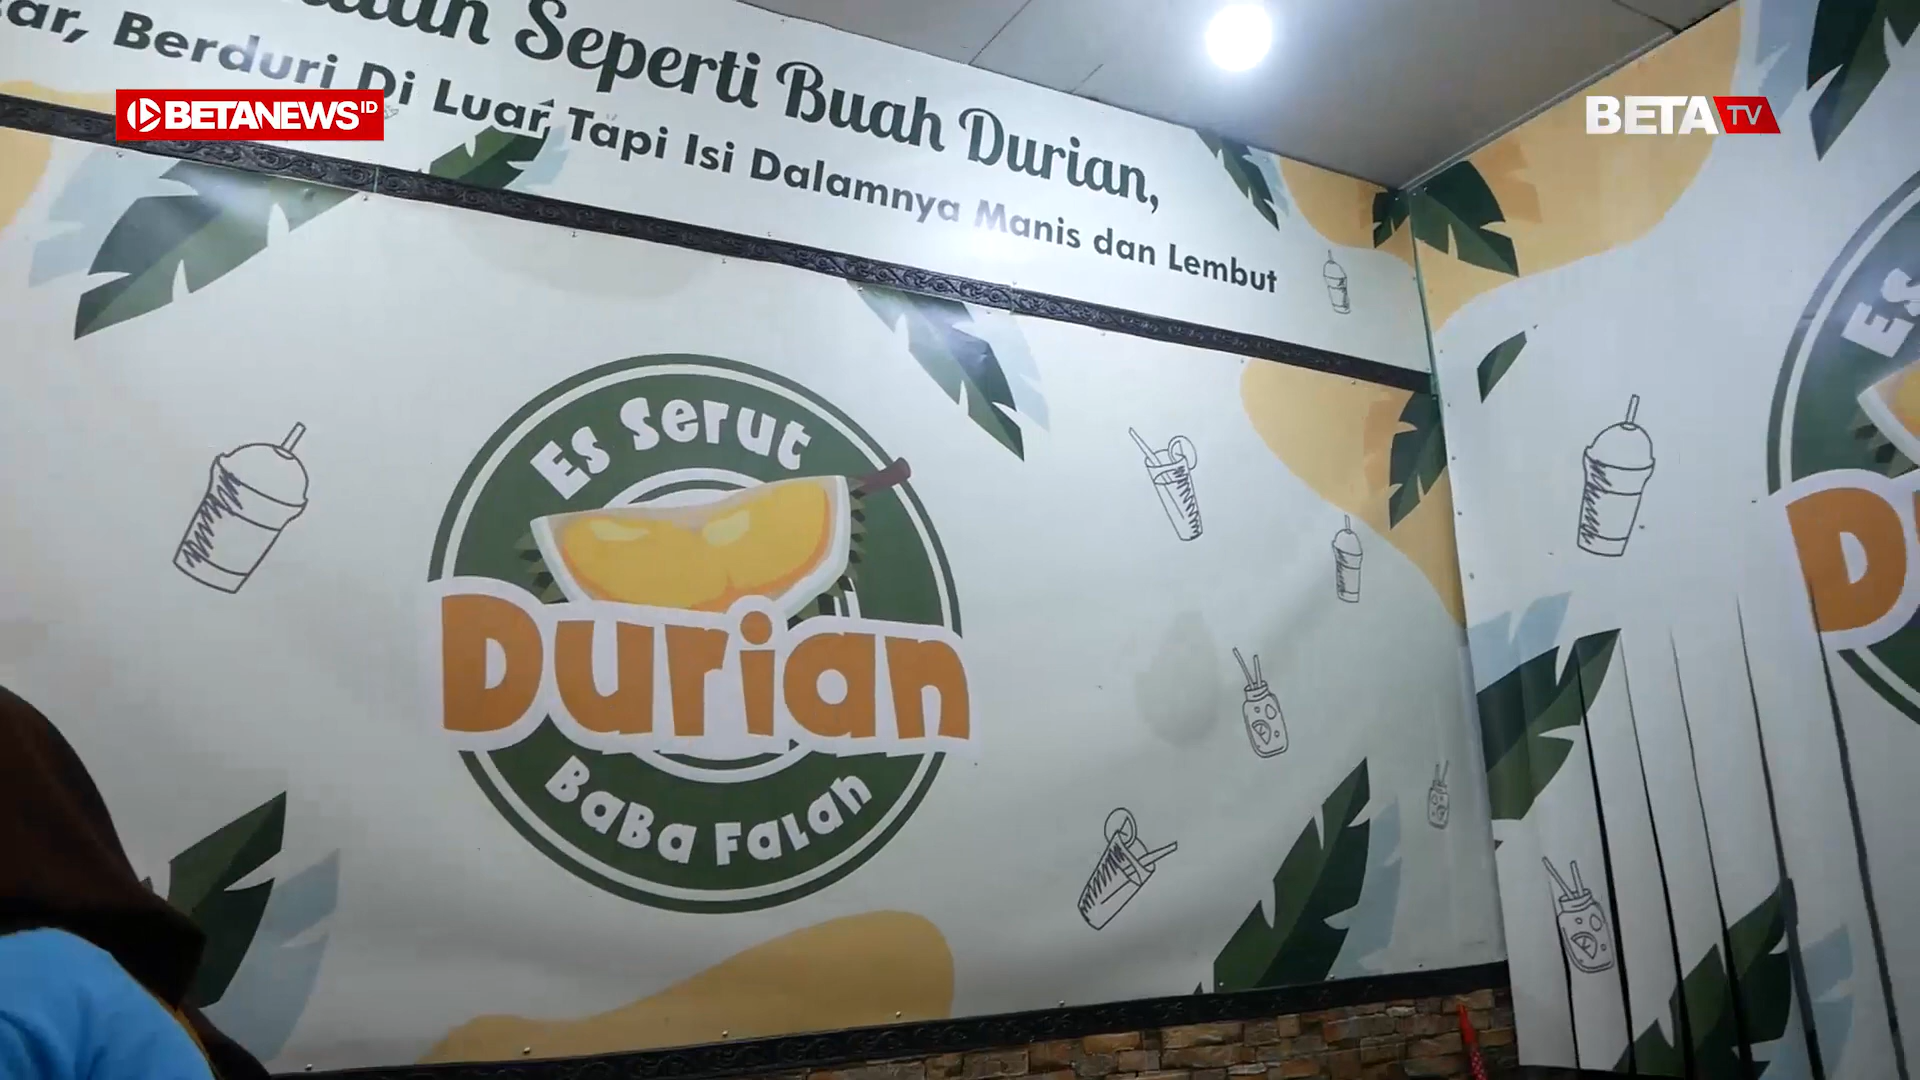 Seperti Buah Durian,
Berduri Di Luar, Tapi Isi Dalamnya Manis dan Lembut
BETANEWS ID
BETA TV
Es Serut
Durian
BaBa Falah
Es
D